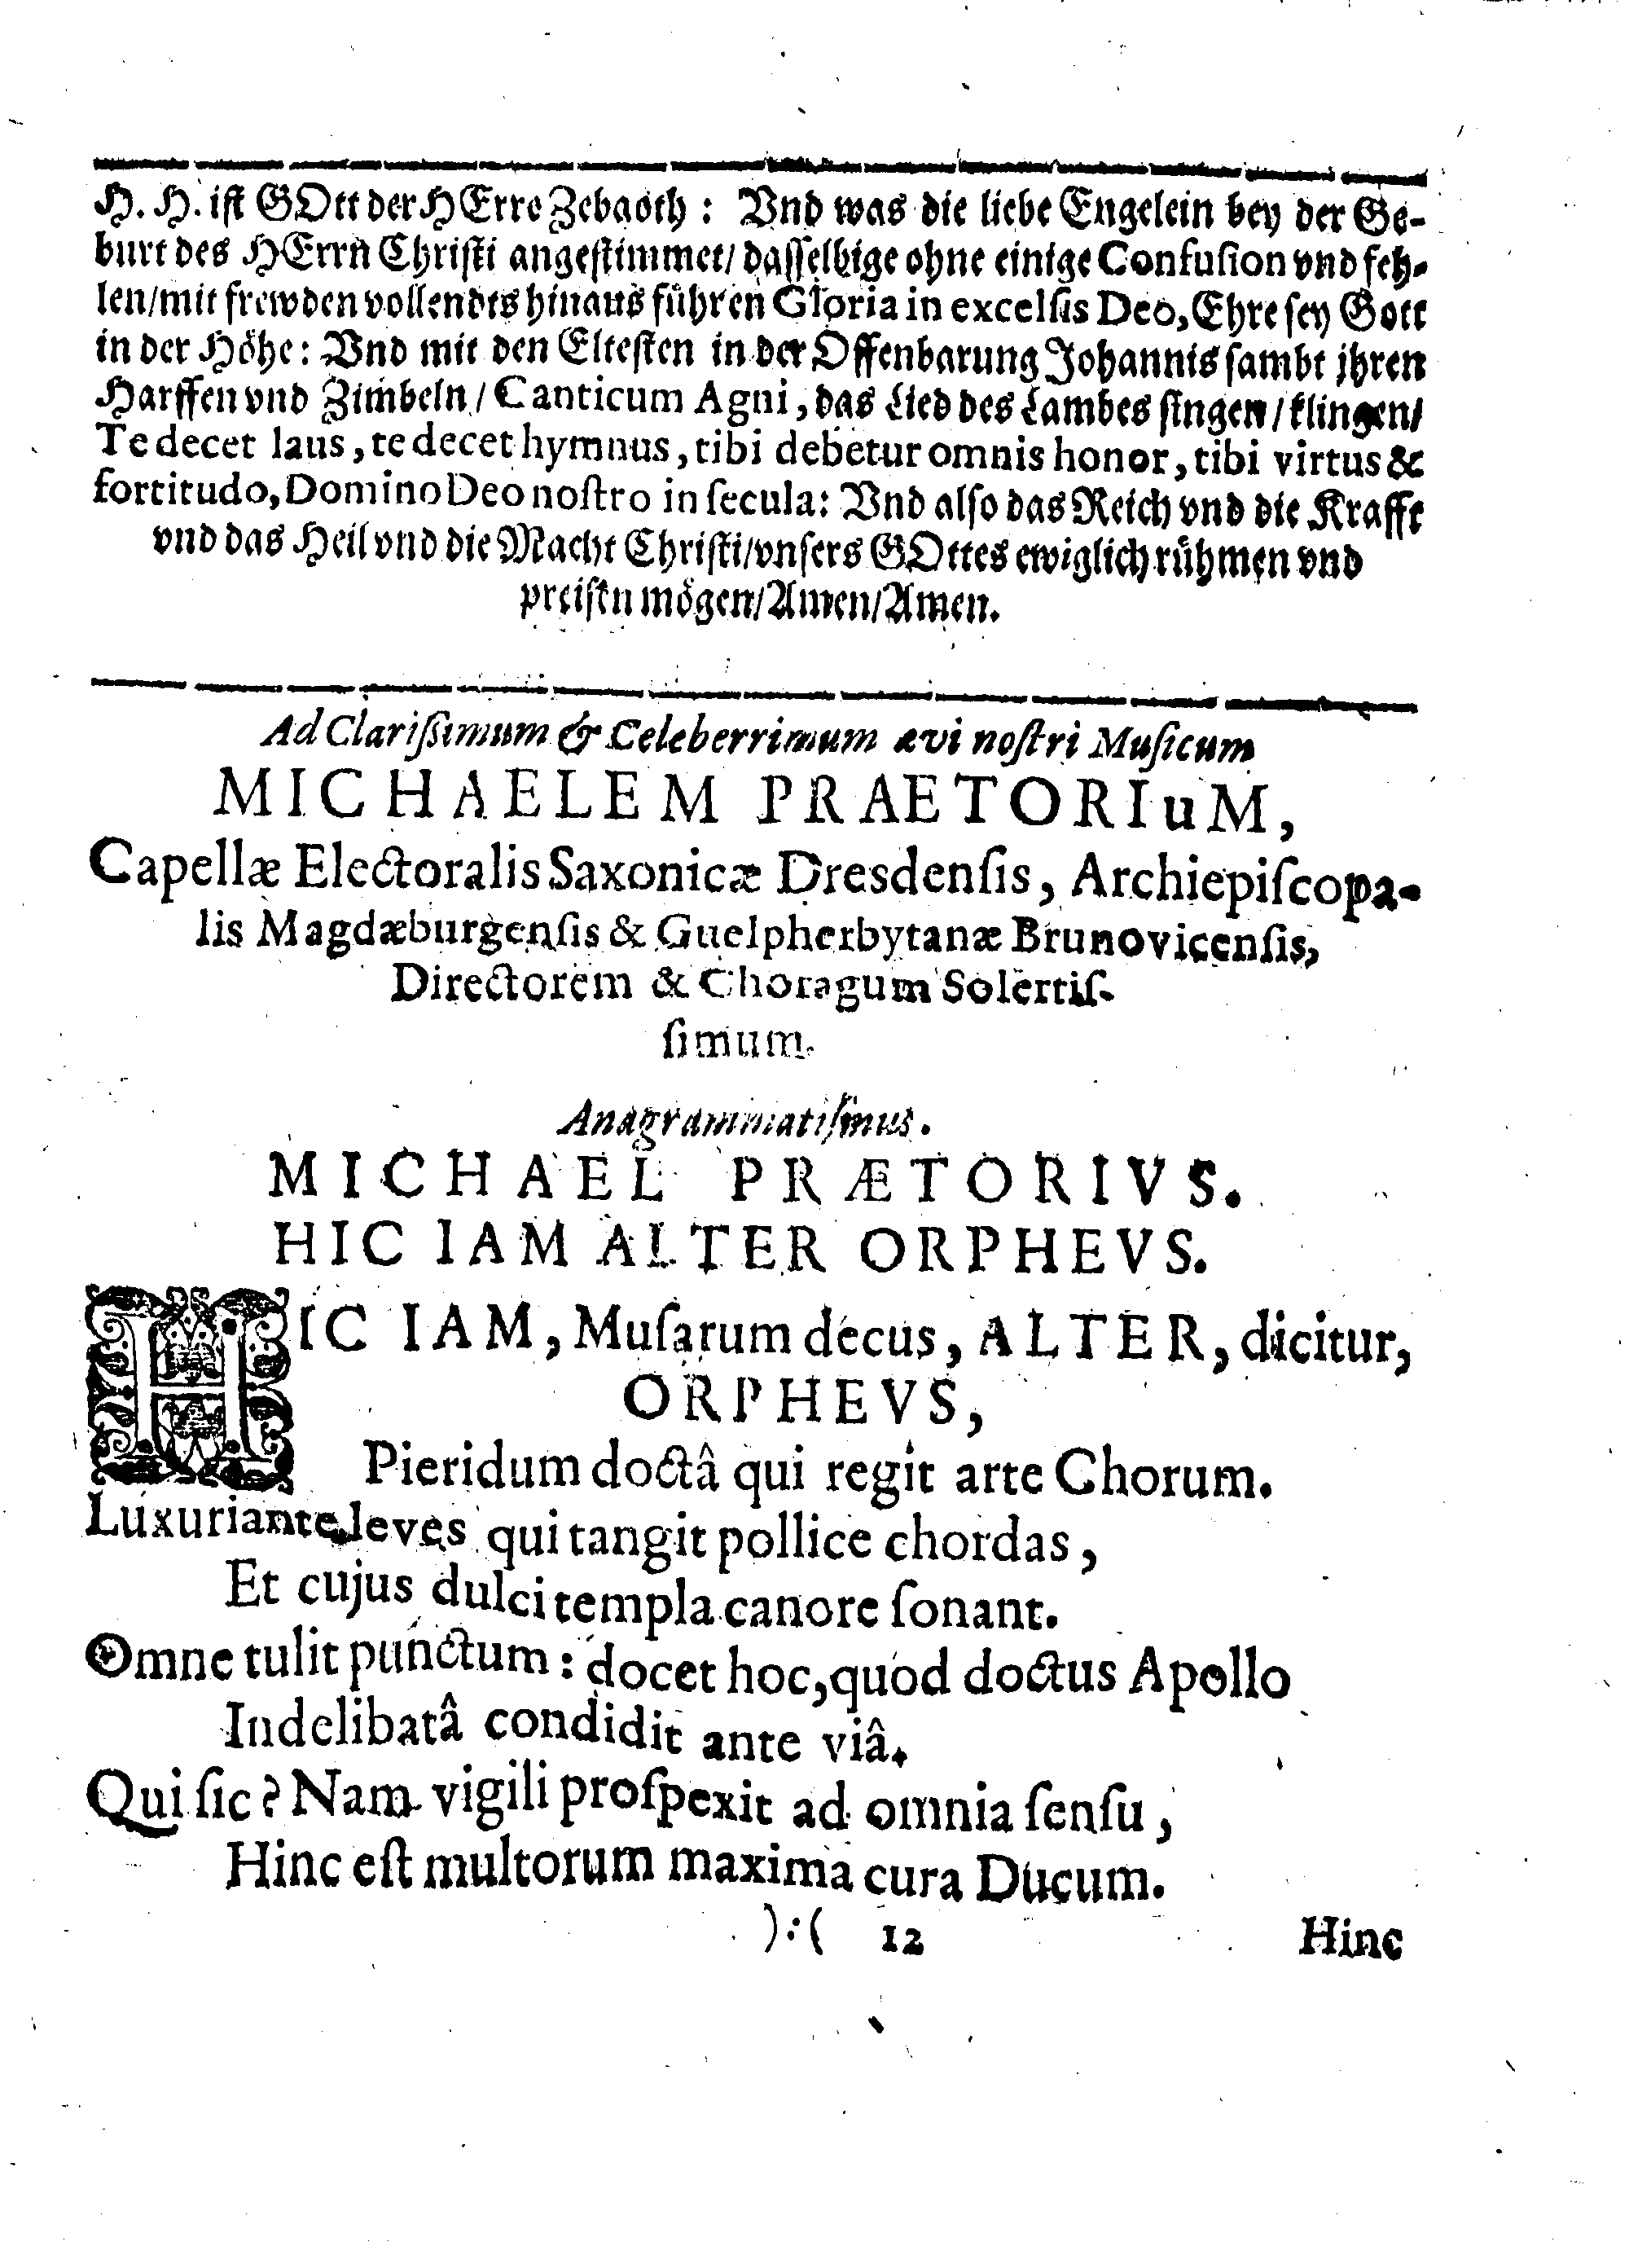 H. H. iſt GOtt der HErre Zebaoth : Vnd was die liebe Engelein bey der Ge-
burt des HErrn Chriſti angeſtimmet/ daſſelbige ohne einige Confuſion vnd feh-
len/mit frewden vollendts hinaus führen Gloria in excelſis Deo, Ehre ſey Gott
in der Höhe: Vnd mit den Elteſten in der Offenbarung Johannis ſambt jhren
Harffen vnd Zimbeln/ Canticum Agni, das Lied des Lambes ſingen/klingen/
Te decet laus, te decet hymnus, tibi debetur omnis honor, tibi virtus &
fortitudo, Domino Deo noſtro in ſecula: Vnd alſo das Reich vnd die Krafft
vnd das Heil vnd die Macht Chriſti/vnſers GOttes ewiglich rühmen vnd
preiſen mögen/Amen/Amen.
Ad Clariſſimum & Celeberrimum ævi noſtri Muſicum
MICHAELEM PRAETORIuM,
Capellæ Electoralis Saxonicæ Dresdenſis, Archiepiſcopa-
lis Magdæburgenſis & Guelpherbytanæ Brunovicenſis,
Directorem & Choragum Solertiſ-
ſimum.
Anagrammatiſmus.
MICHAEL PRÆTORIVS.
HIC IAM ALTER ORPHEVS.
HIC IAM, Muſarum decus, ALTER, dicitur,
ORPHEVS,
Pieridum doctâ qui regit arte Chorum.
Luxuriante leves qui tangit pollice chordas,
Et cujus dulci templa canore ſonant.
Omne tulit punctum: docet hoc, quod doctus Apollo
Indelibatâ condidit ante viâ.
Qui ſic? Nam vigili proſpexit ad omnia ſenſu,
Hinc eſt multorum maxima cura Ducum.
):( 12 Hinc